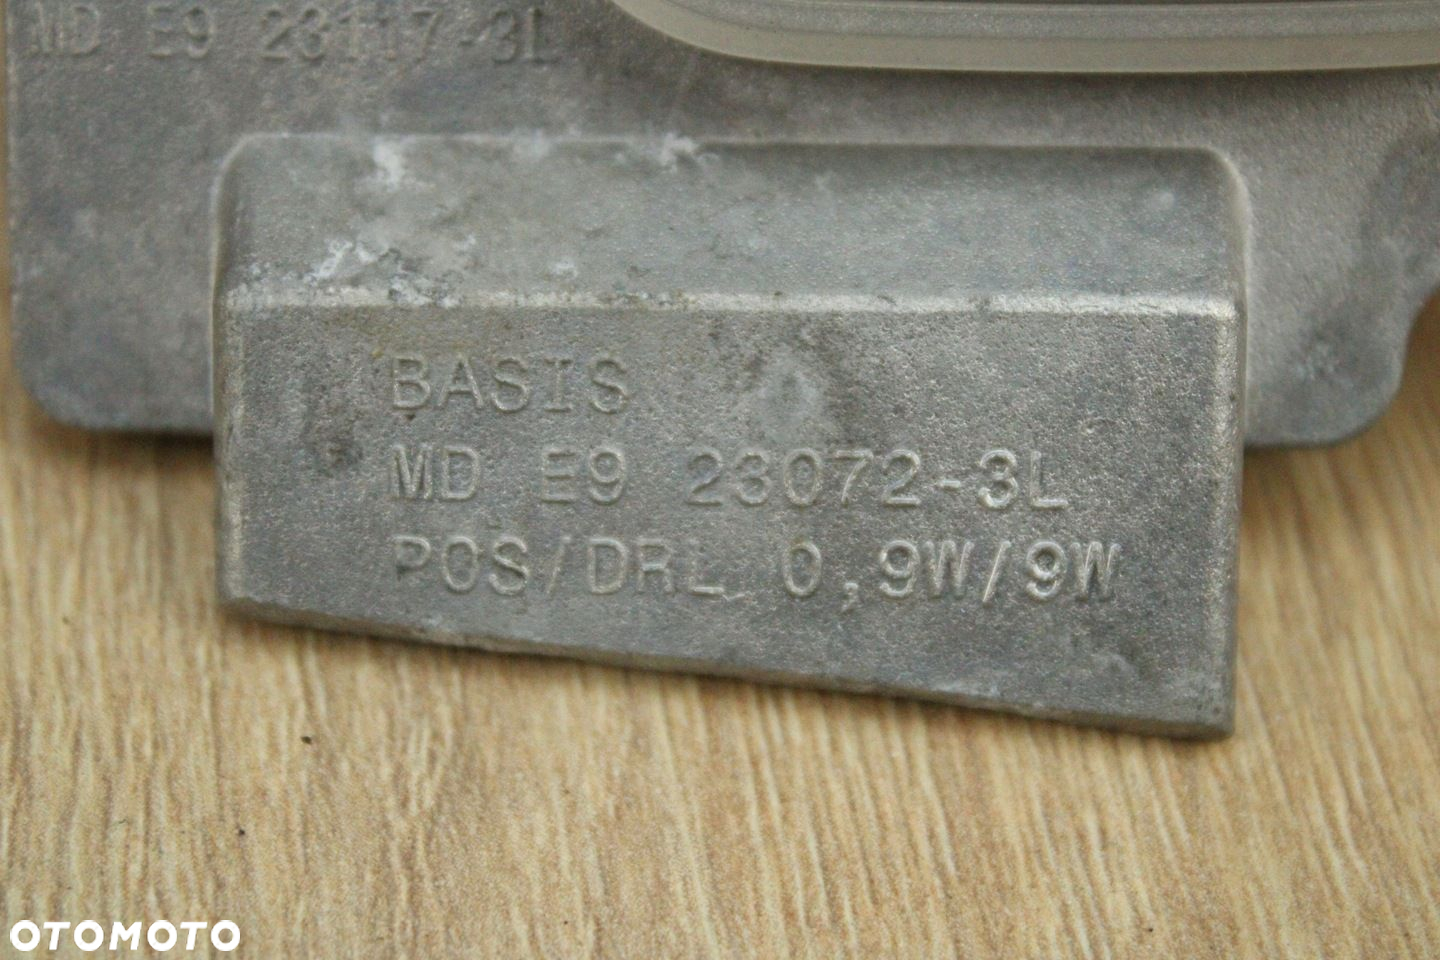 MD E9 23117-3L
BASIS
MD E9 23072-3L
POS/DRL 0,9W/9W
OTOMOTO